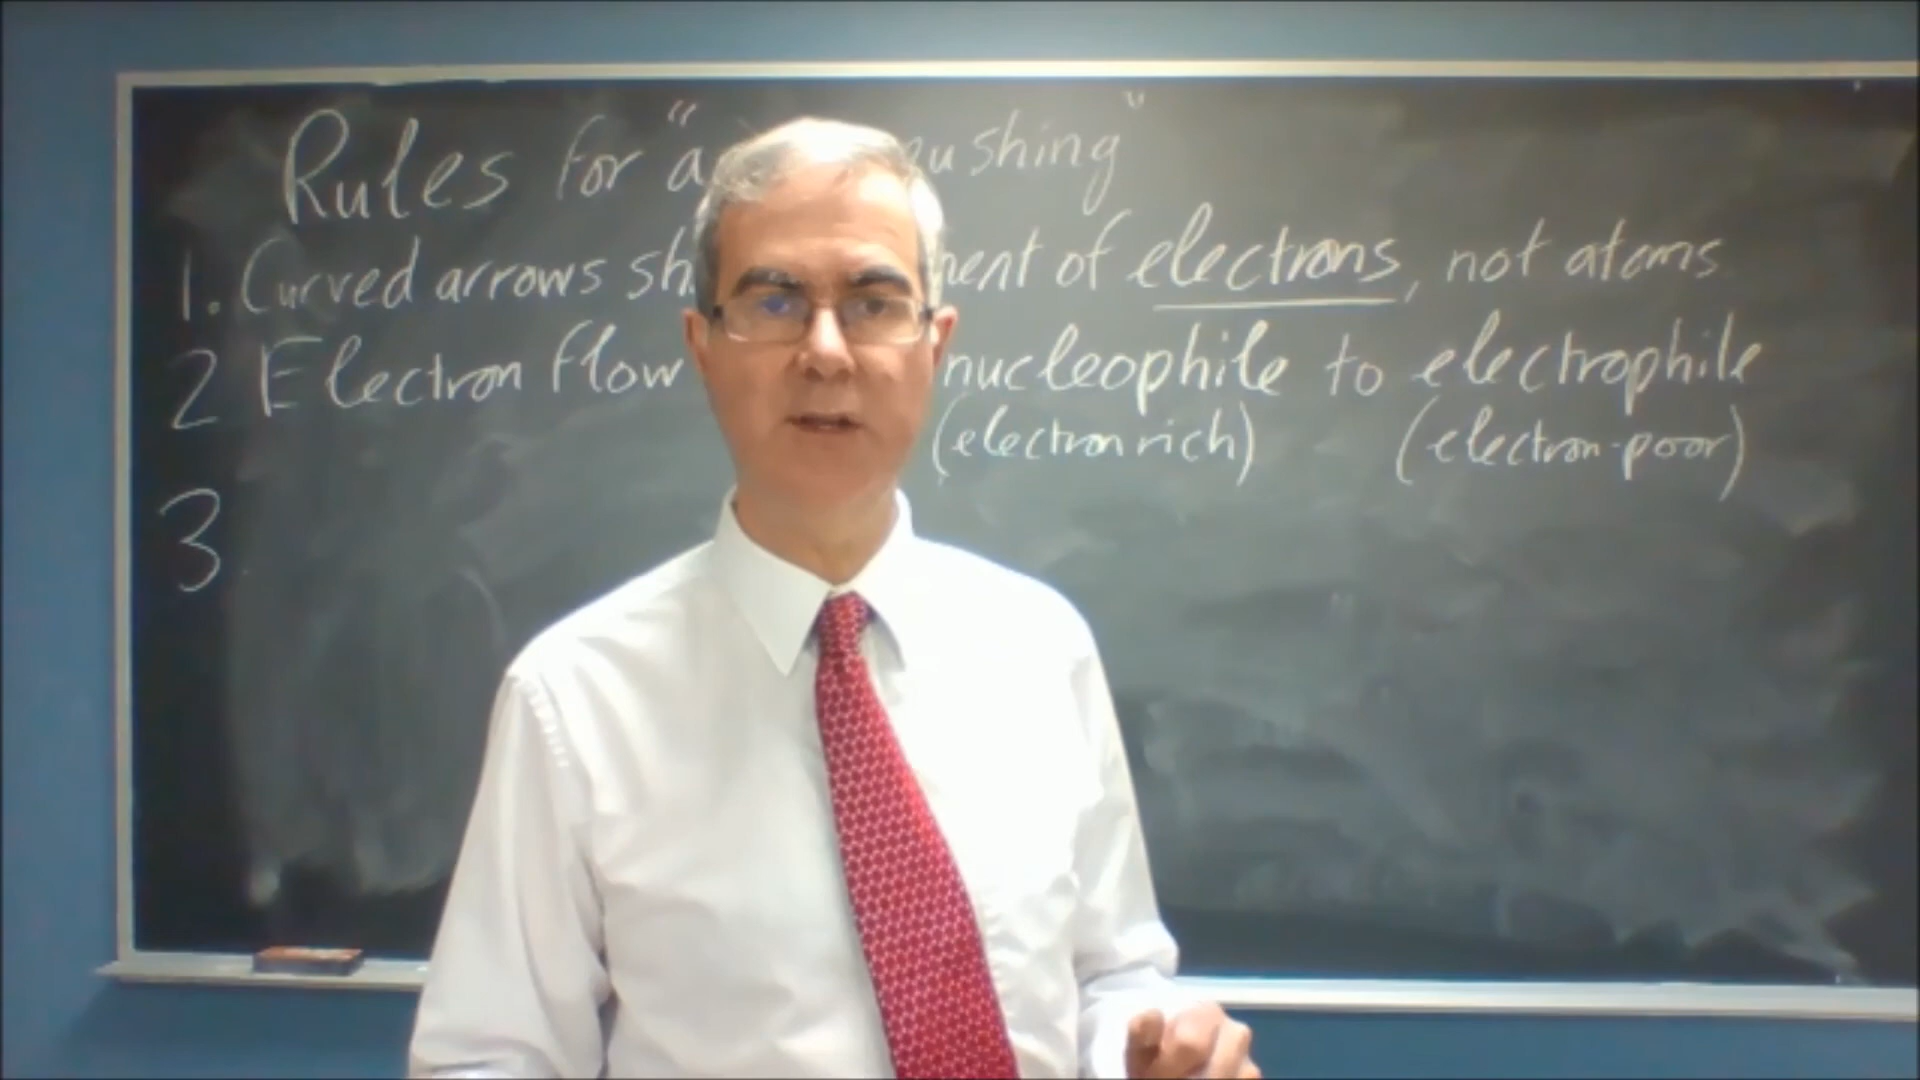 Rules for "a ushing"
1. Curved arrows sh ment of electrons, not atoms
2 Electron flow nucleophile to electrophile
(electron rich) (electron-poor)
3